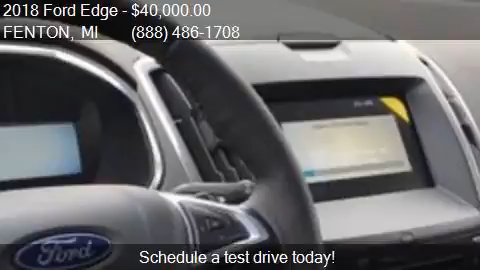 2018 Ford Edge - $40,000.00
FENTON, MI (888) 486-1708
Ford
Schedule a test drive today!